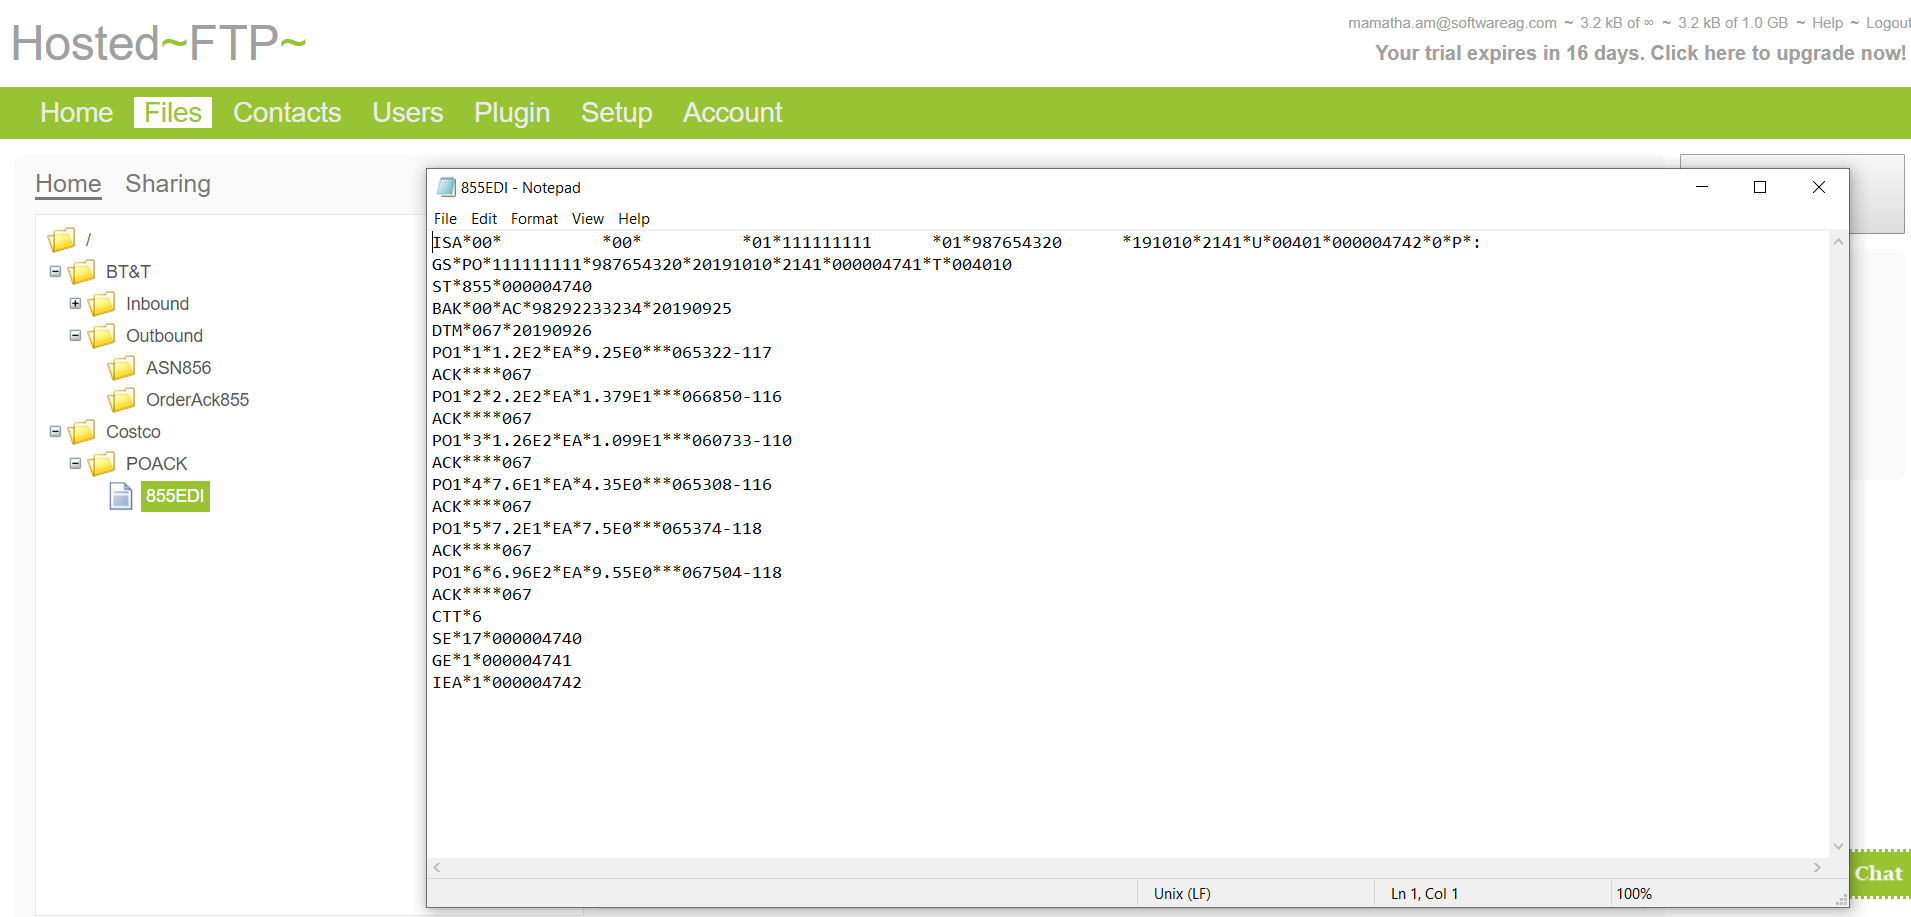 Hosted~FTP~
mamatha.am@softwareag.com ~ 3.2 kB of ∞ ~ 3.2 kB of 1.0 GB ~ Help ~ Logout
Your trial expires in 16 days. Click here to upgrade now!
Home Files Contacts Users Plugin Setup Account
Home Sharing
/
BT&T
Inbound
Outbound
ASN856
OrderAck855
Costco
POACK
855EDI
855EDI - Notepad
File Edit Format View Help
ISA*00*          *00*          *01*111111111      *01*987654320      *191010*2141*U*00401*000004742*0*P*:
GS*PO*111111111*987654320*20191010*2141*000004741*T*004010
ST*855*000004740
BAK*00*AC*98292233234*20190925
DTM*067*20190926
PO1*1*1.2E2*EA*9.25E0***065322-117
ACK****067
PO1*2*2.2E2*EA*1.379E1***066850-116
ACK****067
PO1*3*1.26E2*EA*1.099E1***060733-110
ACK****067
PO1*4*7.6E1*EA*4.35E0***065308-116
ACK****067
PO1*5*7.2E1*EA*7.5E0***065374-118
ACK****067
PO1*6*6.96E2*EA*9.55E0***067504-118
ACK****067
CTT*6
SE*17*000004740
GE*1*000004741
IEA*1*000004742
Unix (LF) Ln 1, Col 1 100%
Chat